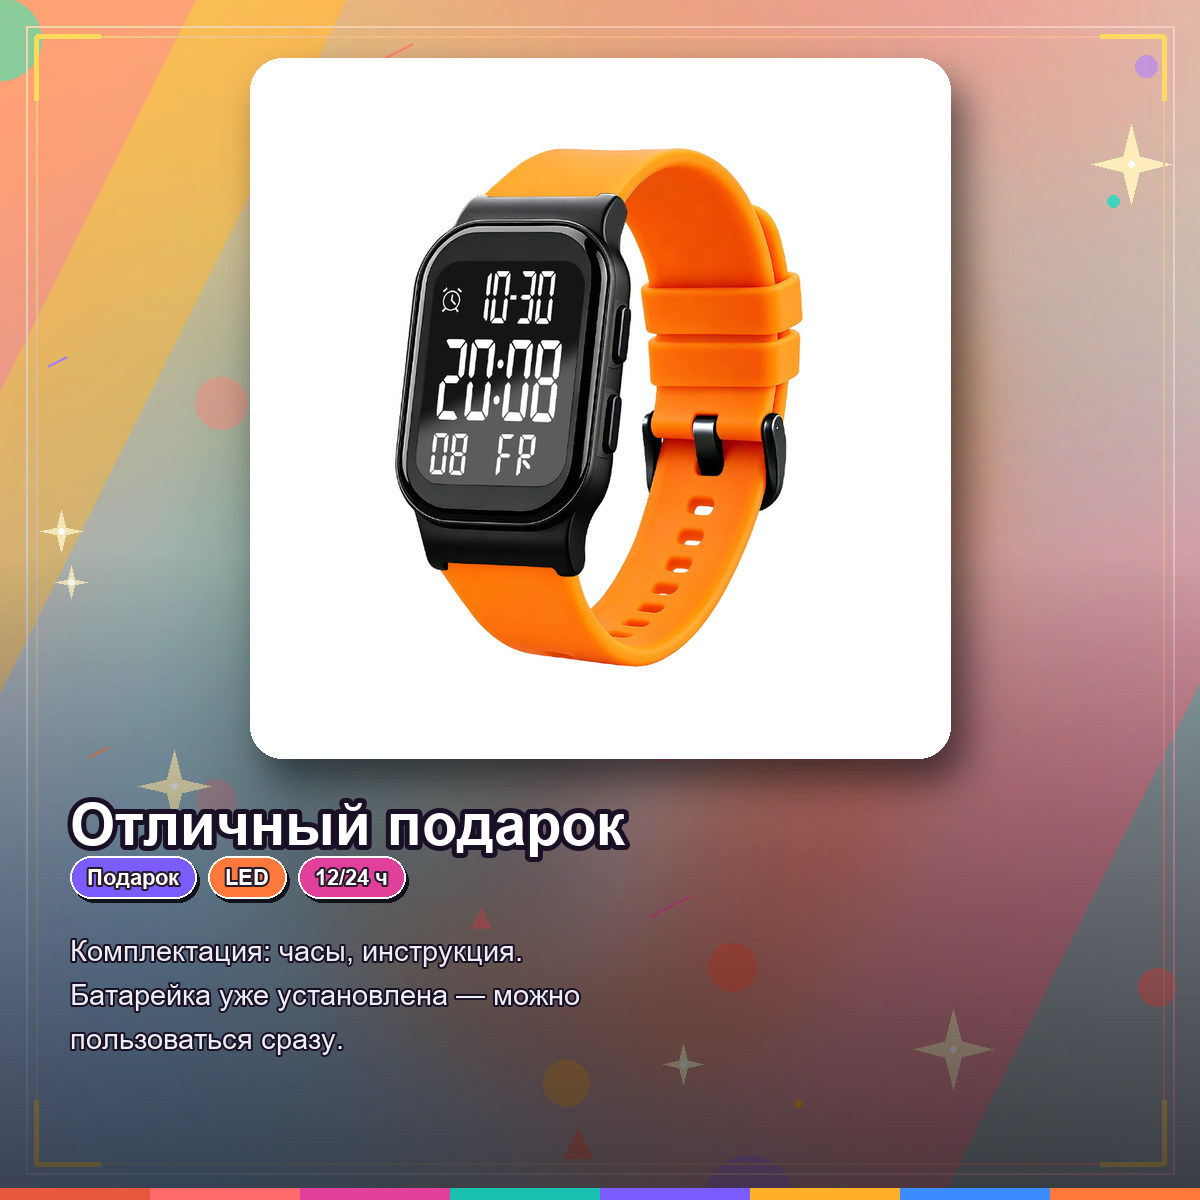 10:30
20:08
08 FR
Отличный подарок
Подарок LED 12/24 ч
Комплектация: часы, инструкция.
Батарейка уже установлена — можно
пользоваться сразу.